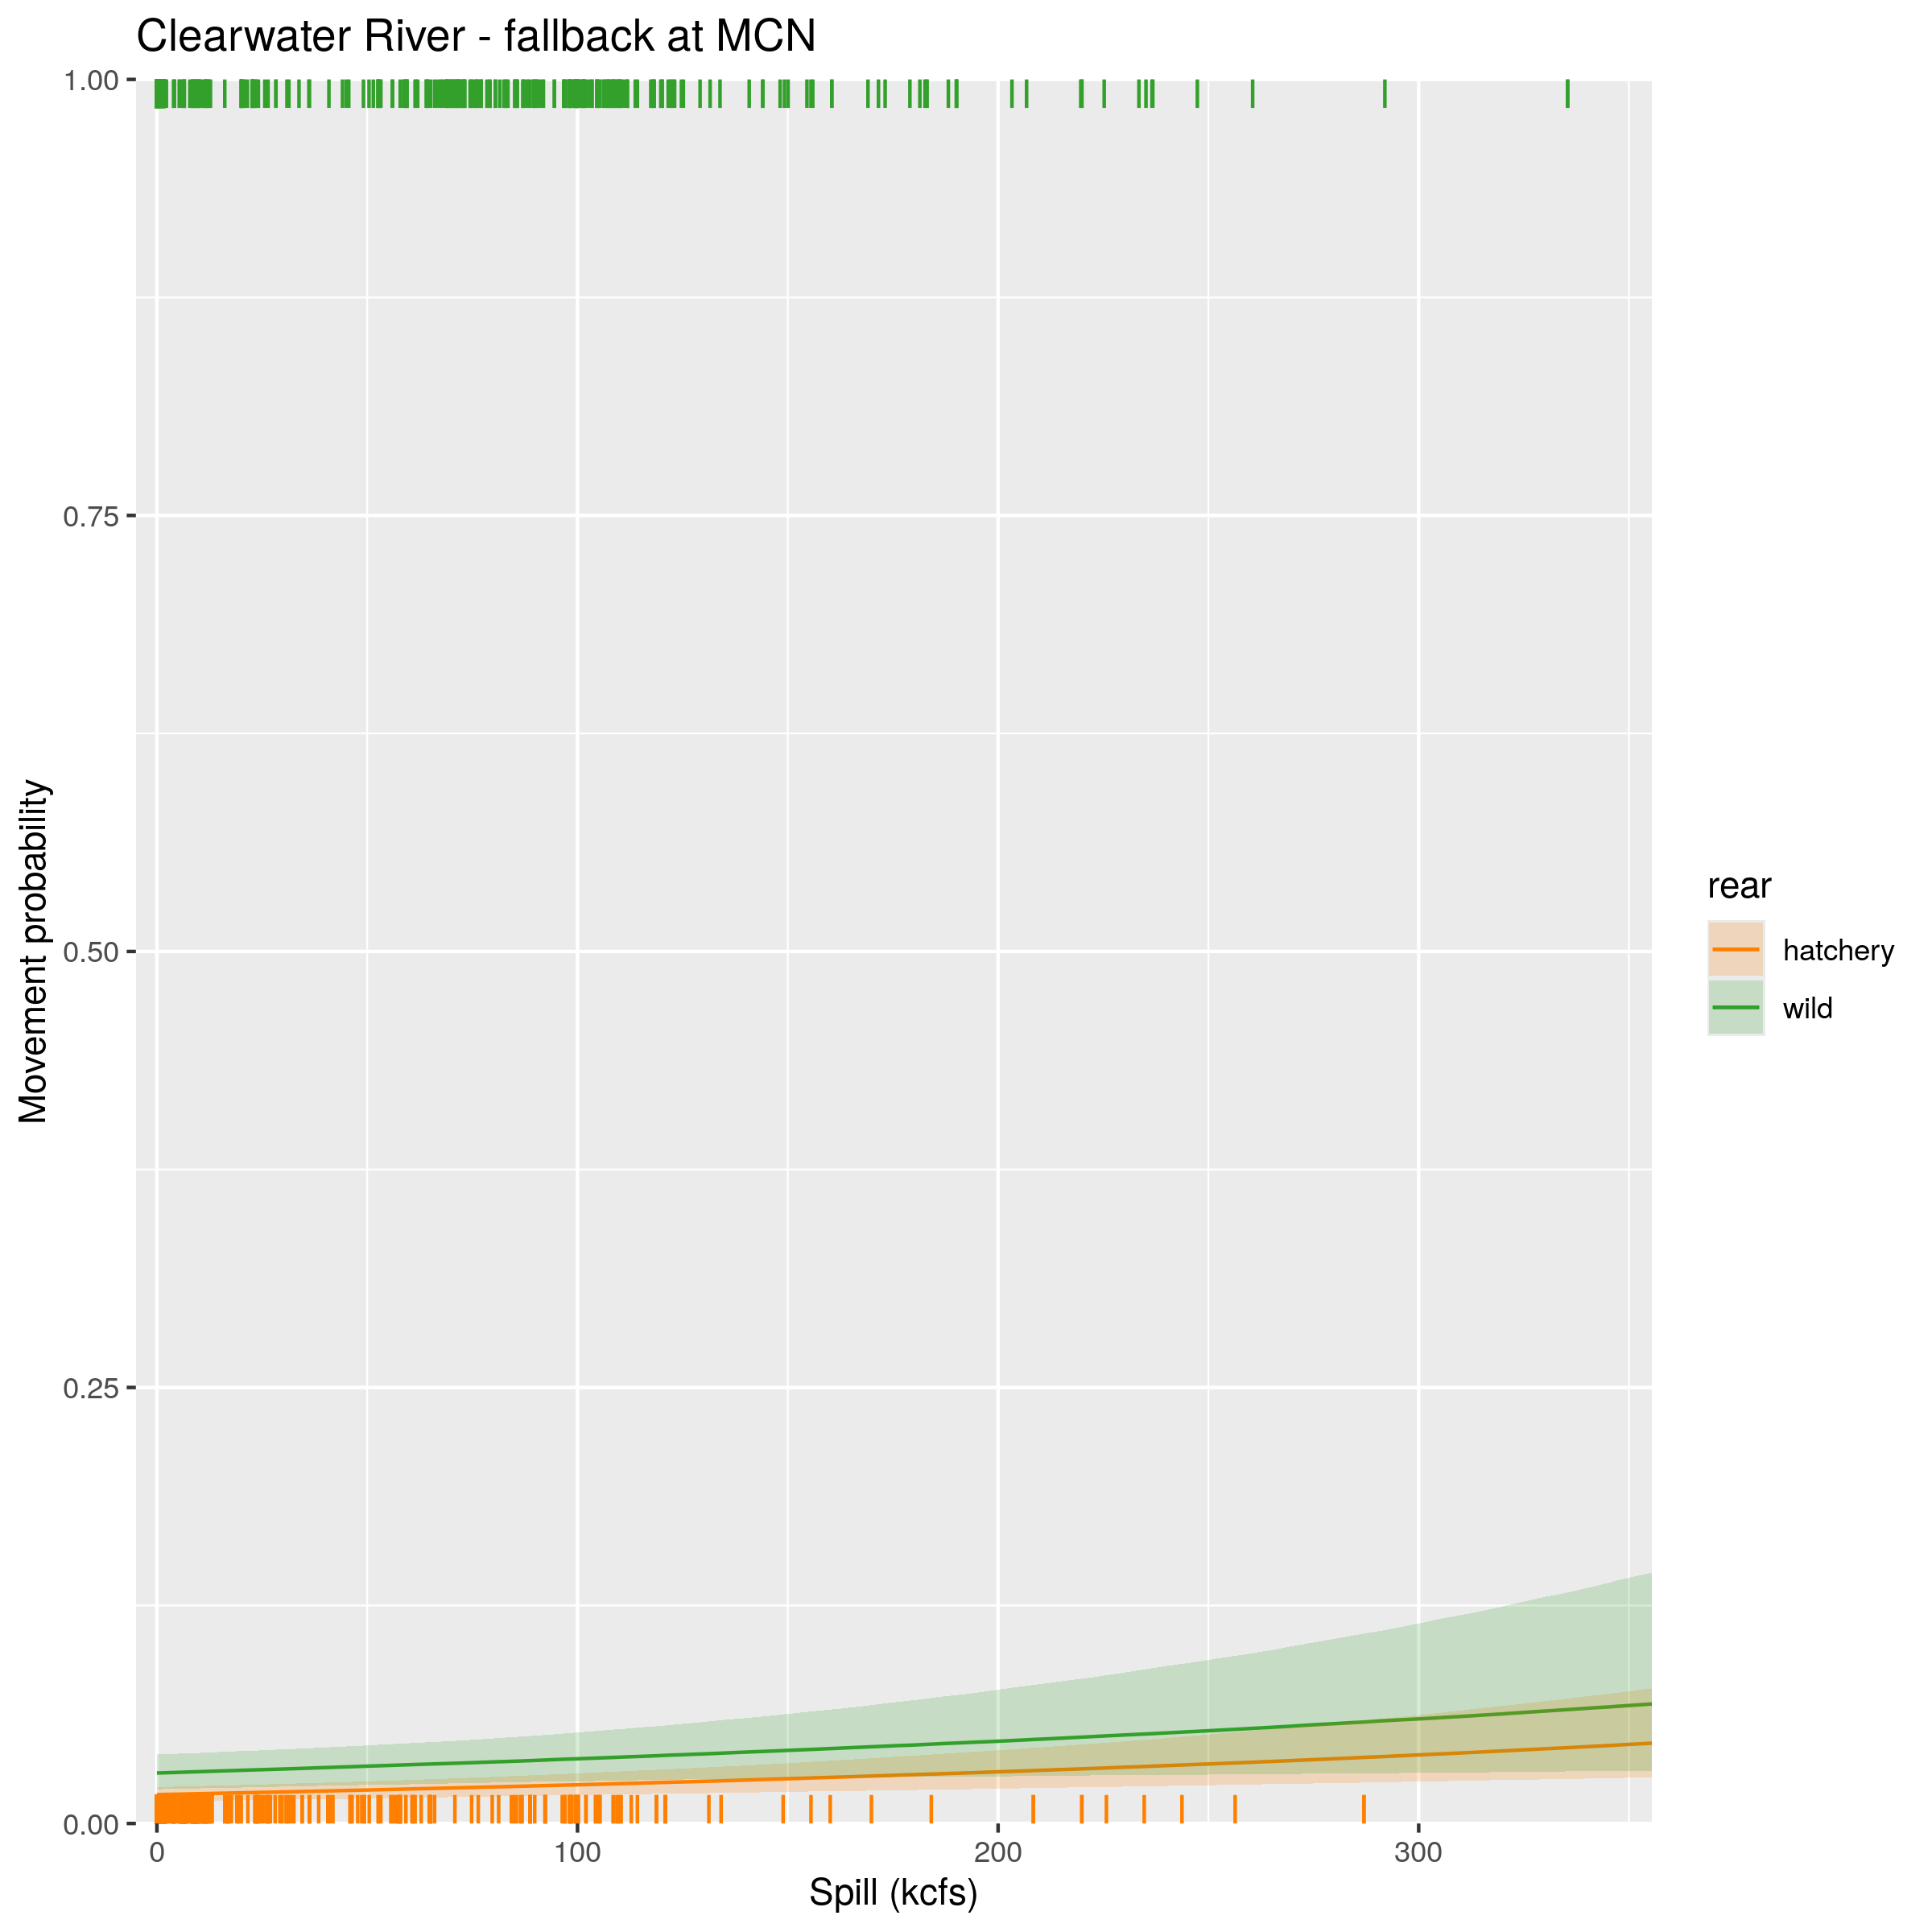 Clearwater River - fallback at MCN
1.00
0.75
0.50
0.25
0.00
Movement probability
0
100
200
300
Spill (kcfs)
rear
hatchery
wild